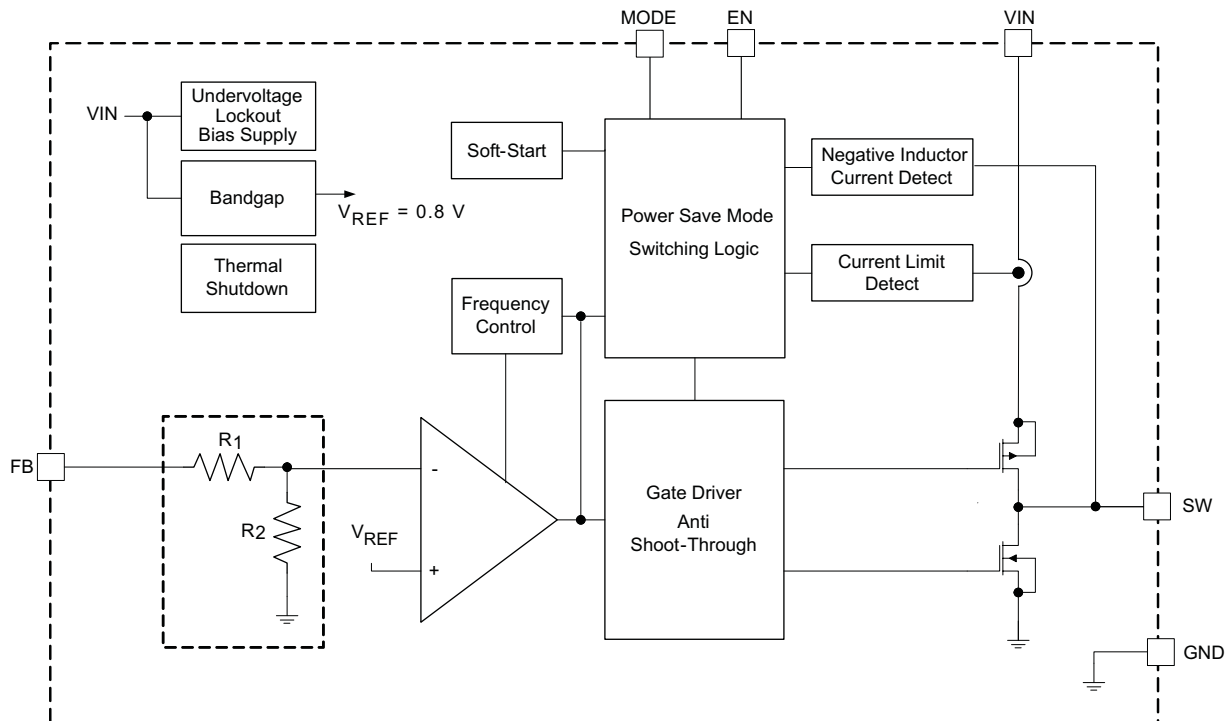 MODE
EN
VIN
VIN
Undervoltage
Lockout
Bias Supply
Bandgap
VREF = 0.8 V
Thermal
Shutdown
Soft-Start
Power Save Mode
Switching Logic
Negative Inductor
Current Detect
Current Limit
Detect
Frequency
Control
FB
R1
R2
VREF
-
+
Gate Driver
Anti
Shoot-Through
SW
GND